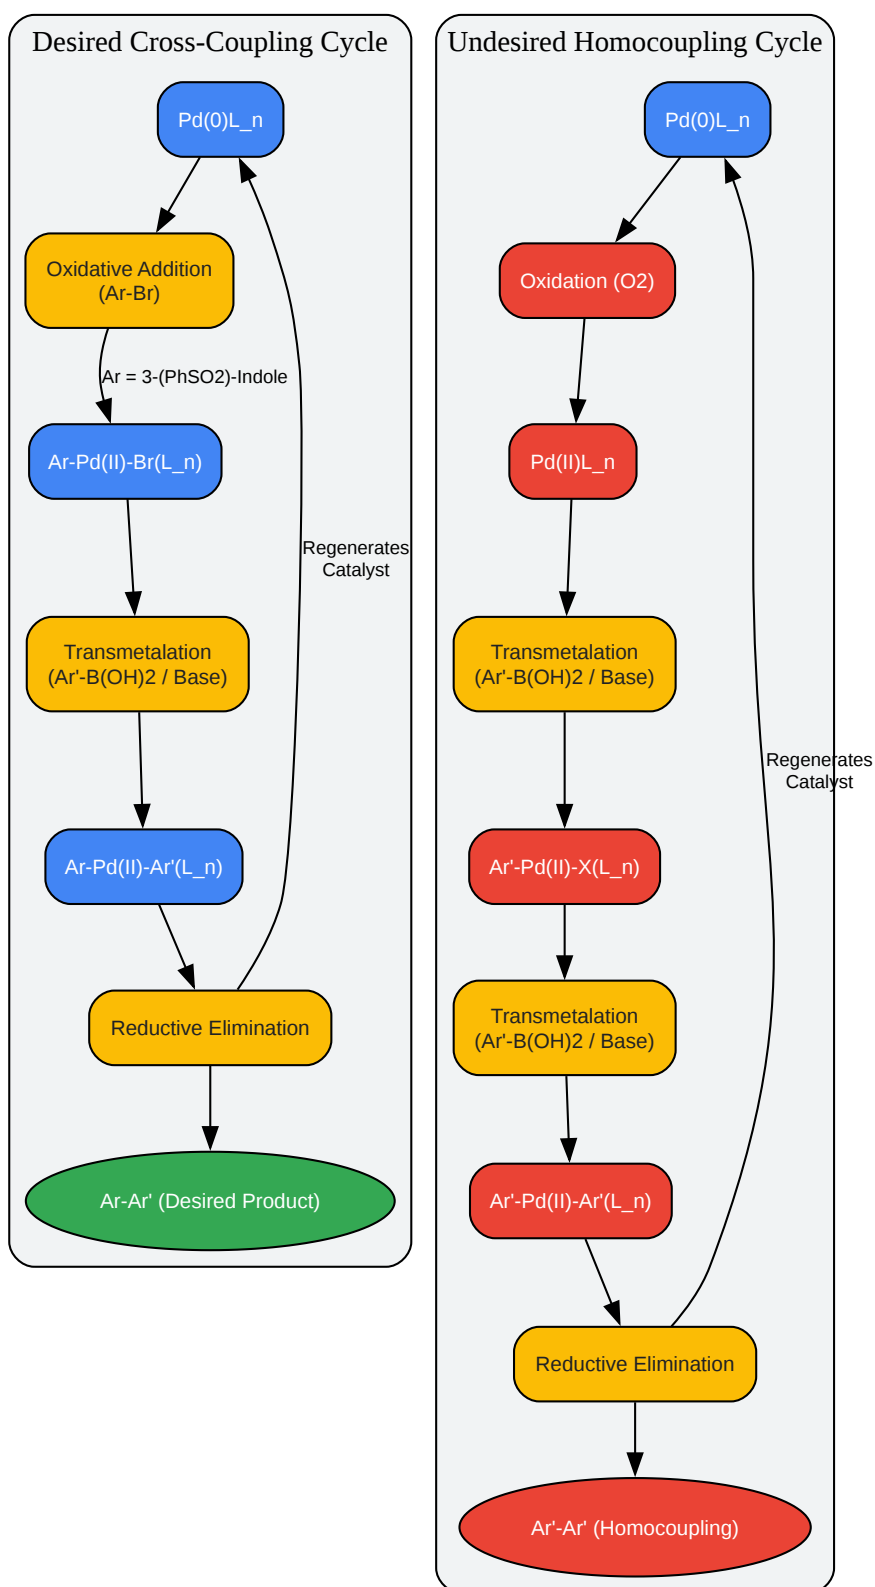 Desired Cross-Coupling Cycle
Pd(0)L_n
Oxidative Addition
(Ar-Br)
Ar = 3-(PhSO2)-Indole
Ar-Pd(II)-Br(L_n)
Regenerates
Catalyst
Transmetalation
(Ar'-B(OH)2 / Base)
Ar-Pd(II)-Ar'(L_n)
Reductive Elimination
Ar-Ar' (Desired Product)
Undesired Homocoupling Cycle
Pd(0)L_n
Oxidation (O2)
Pd(II)L_n
Transmetalation
(Ar'-B(OH)2 / Base)
Regenerates
Catalyst
Ar'-Pd(II)-X(L_n)
Transmetalation
(Ar'-B(OH)2 / Base)
Ar'-Pd(II)-Ar'(L_n)
Reductive Elimination
Ar'-Ar' (Homocoupling)